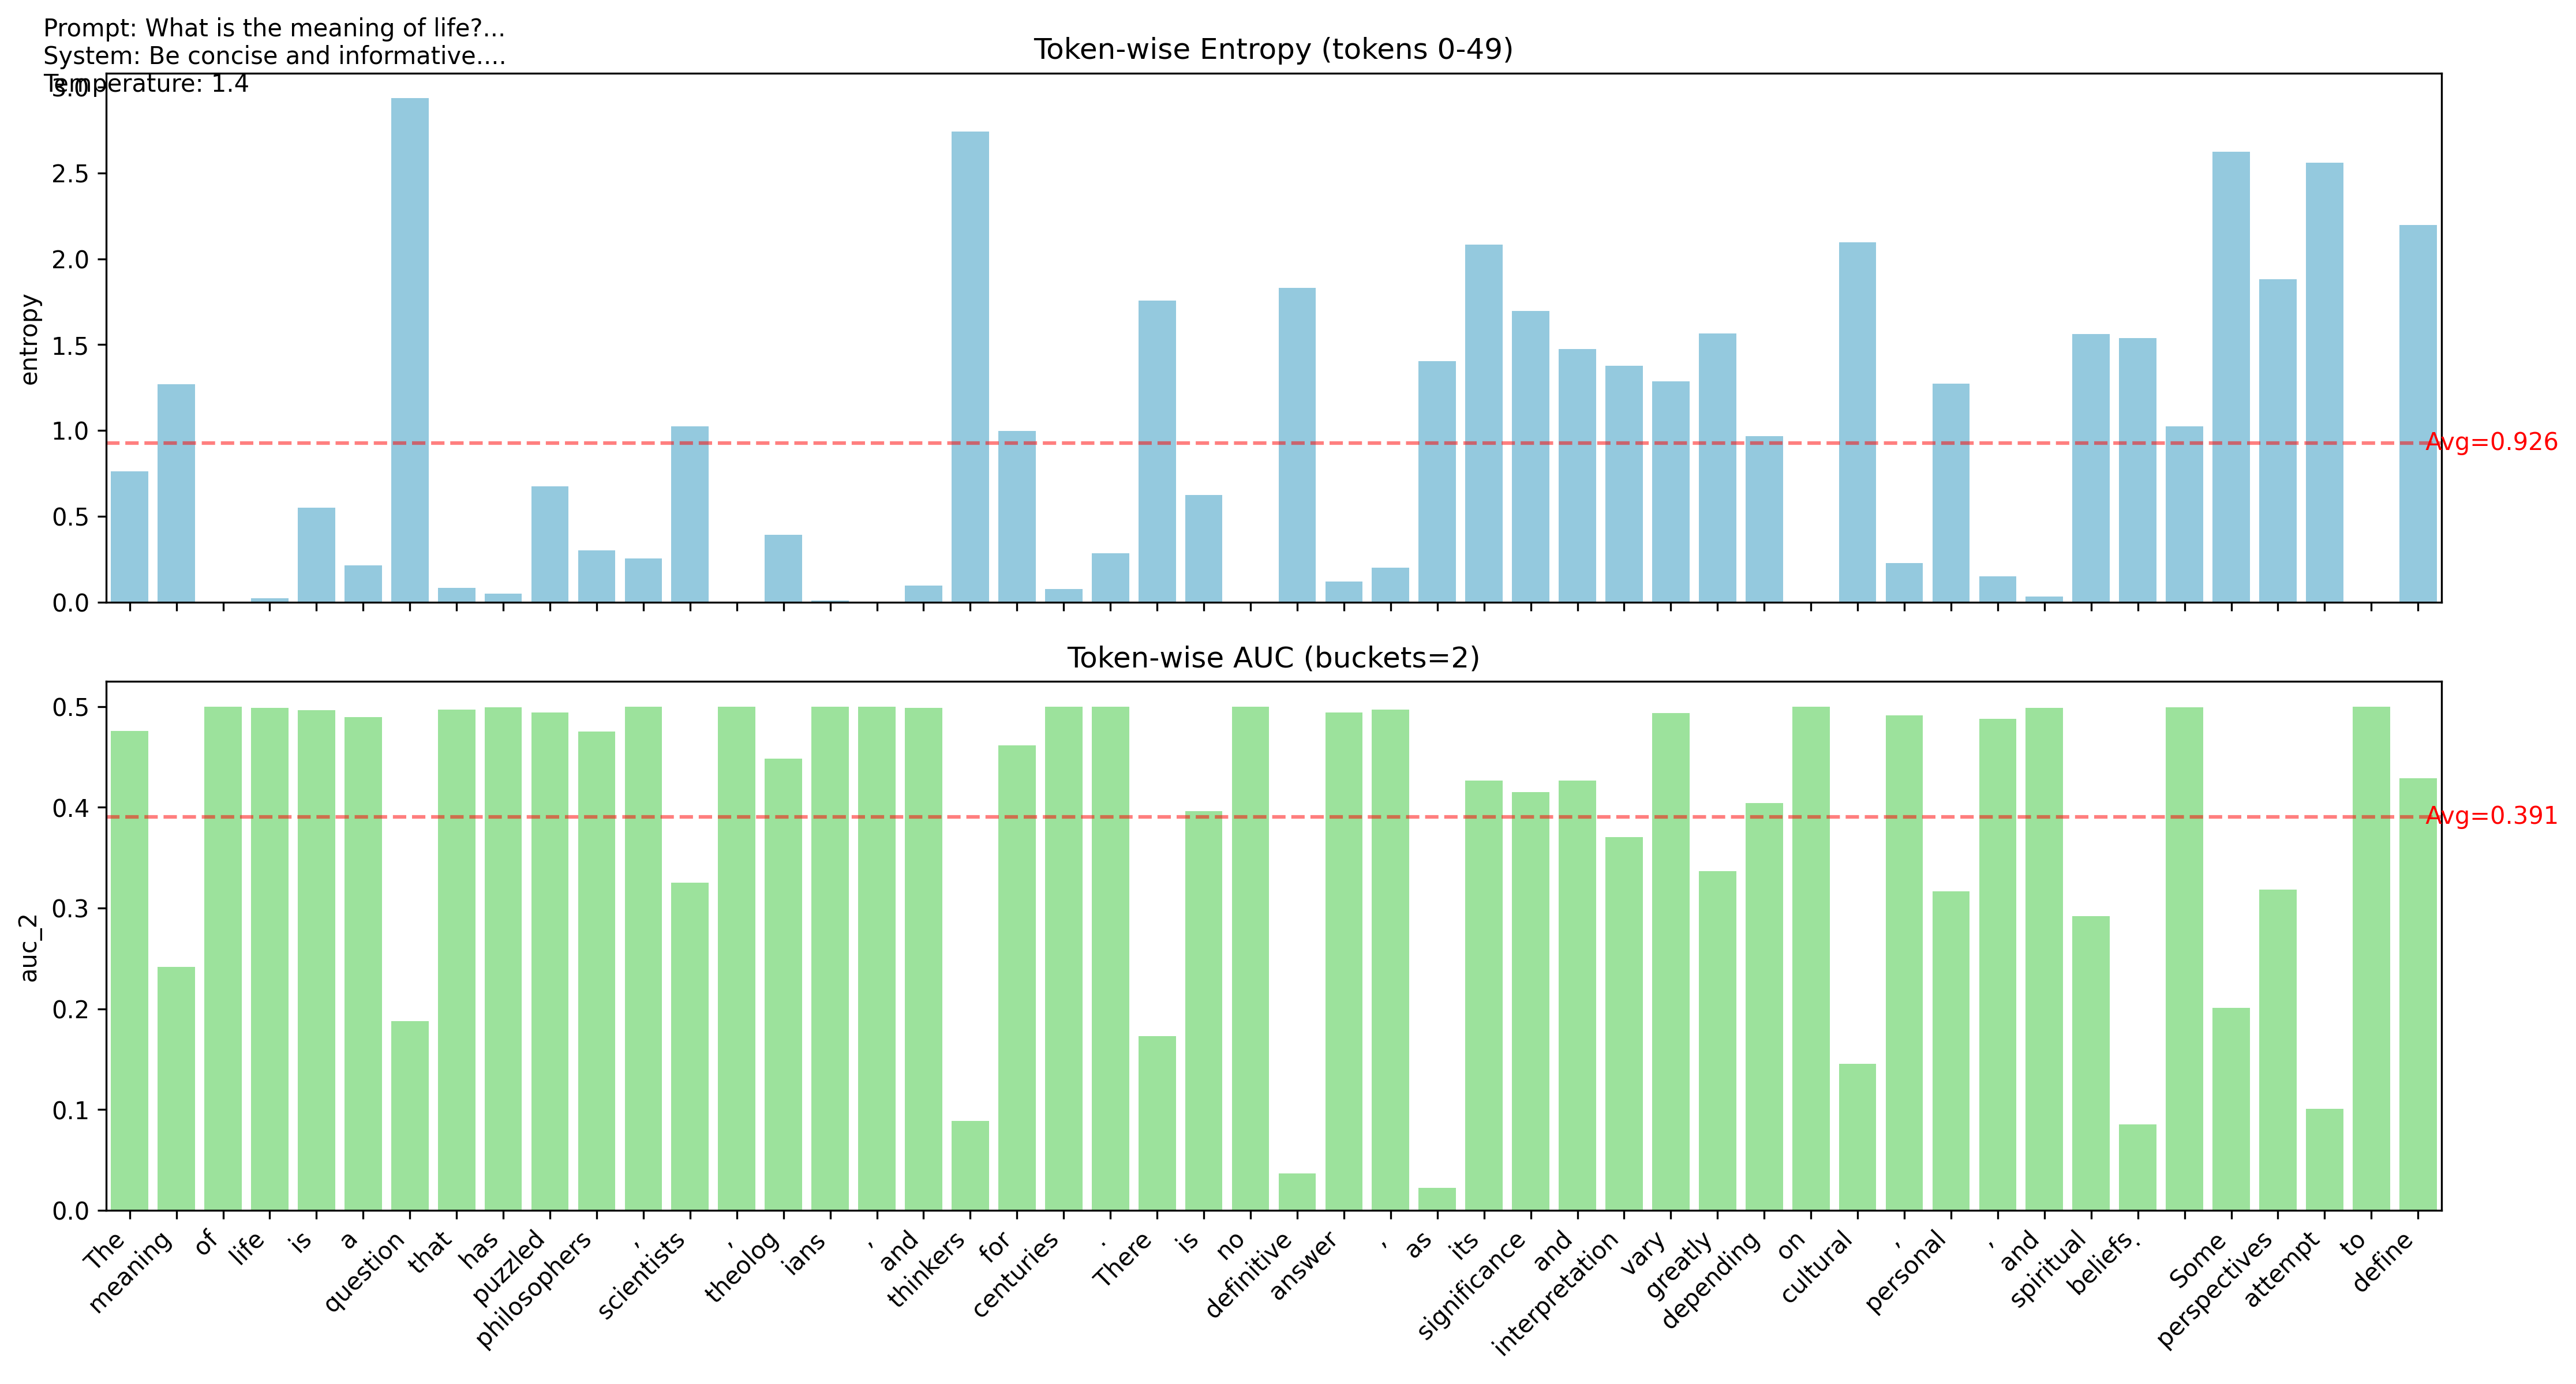 Prompt: What is the meaning of life?...
System: Be concise and informative....
Temperature: 1.4
Token-wise Entropy (tokens 0-49)
3.0
2.5
2.0
1.5
1.0
0.5
0.0
entropy
Avg=0.926
Token-wise AUC (buckets=2)
0.5
0.4
0.3
0.2
0.1
0.0
auc_2
Avg=0.391
The
meaning
of
life
is
a
question
that
has
puzzled
philosophers
,
scientists
,
theolog
ians
,
and
thinkers
for
centuries
.
There
is
no
definitive
answer
,
as
its
significance
and
interpretation
vary
greatly
depending
on
cultural
,
personal
,
and
spiritual
beliefs
.
Some
perspectives
attempt
to
define